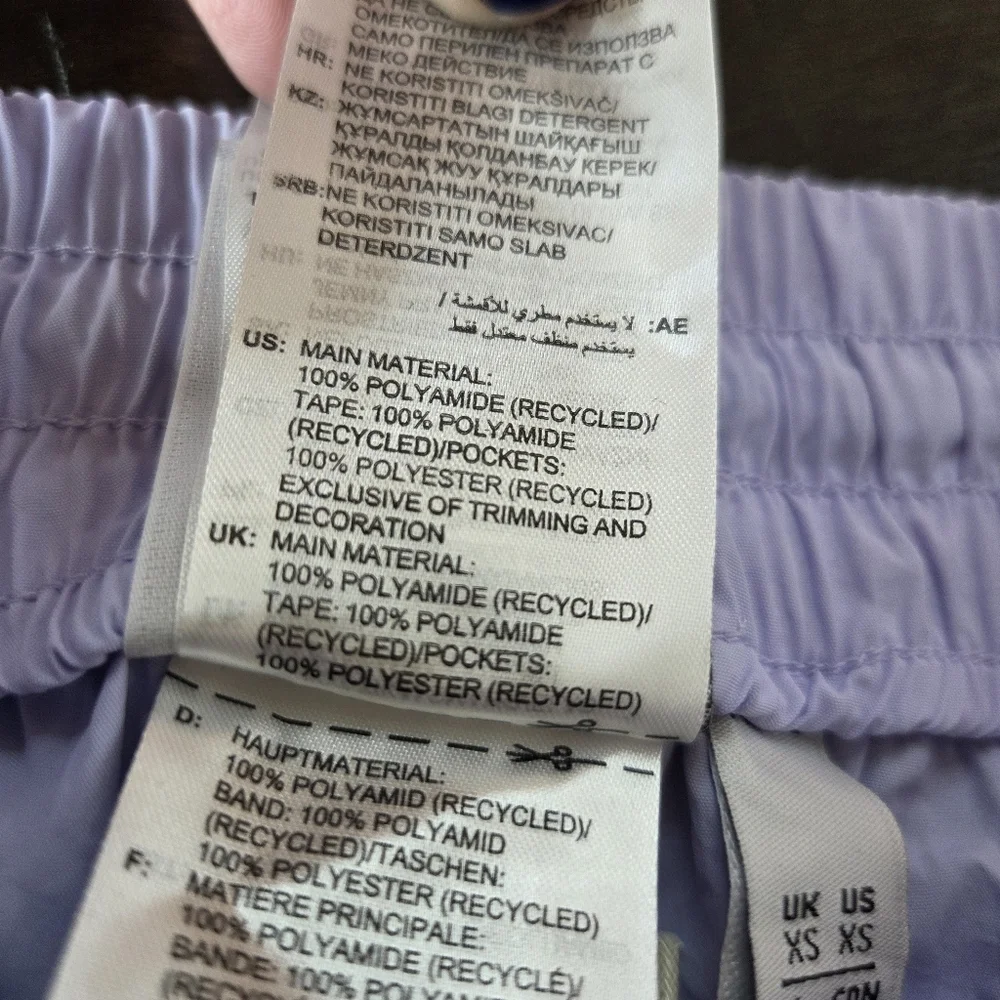 ОМЕКОТИТЕЛ/ДА СЕ ИЗПОЛЗВА
САМО ПЕРИЛЕН ПРЕПАРАТ С
МЕКО ДЕЙСТВИЕ
HR: NE KORISTITI OMEKŠIVAČ/
KORISTITI BLAGI DETERGENT
KZ: ЖҰМСАРТАТЫН ШАЙҚАҒЫШ
ҚҰРАЛДЫ ҚОЛДАНБАУ КЕРЕК/
ЖҰМСАҚ ЖУУ ҚҰРАЛДАРЫ
ПАЙДАЛАНЫЛАДЫ
SRB: NE KORISTITI OMEKSIVAC/
KORISTITI SAMO SLAB
DETERDZENT
AE: لا يستخدم مطري للأقمشة /
يستخدم منظف معتدل فقط
US: MAIN MATERIAL:
100% POLYAMIDE (RECYCLED)/
TAPE: 100% POLYAMIDE
(RECYCLED)/POCKETS:
100% POLYESTER (RECYCLED)
EXCLUSIVE OF TRIMMING AND
DECORATION
UK: MAIN MATERIAL:
100% POLYAMIDE (RECYCLED)/
TAPE: 100% POLYAMIDE
(RECYCLED)/POCKETS:
100% POLYESTER (RECYCLED)
D: HAUPTMATERIAL:
100% POLYAMID (RECYCLED)/
BAND: 100% POLYAMID
(RECYCLED)/TASCHEN:
100% POLYESTER (RECYCLED)
F: MATIERE PRINCIPALE:
100% POLYAMIDE (RECYCLÉ)/
BANDE: 100% POLYAMIDE
UK US
XS XS